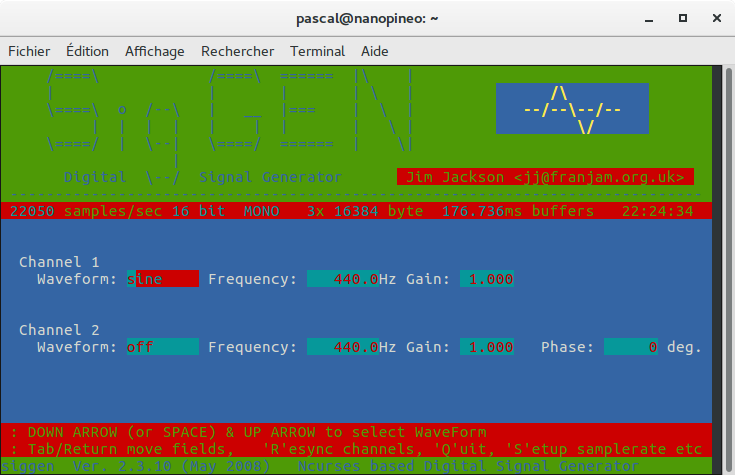 pascal@nanopineo: ~
Fichier Édition Affichage Rechercher Terminal Aide
/====\ /====\ ====== |\ |
| | | | \ | /\
\====\ o /--\ | __ |=== | \ | --/--\--/--
| | | | | | | | \ | \/
\====/ | \--| \====/ ====== | \|
|
Digital \--/ Signal Generator Jim Jackson <jj@franjam.org.uk>
-----------------------------------------------------------------------------
22050 samples/sec 16 bit MONO 3x 16384 byte 176.736ms buffers 22:24:34
Channel 1
Waveform: sine Frequency: 440.0Hz Gain: 1.000
Channel 2
Waveform: off Frequency: 440.0Hz Gain: 1.000 Phase: 0 deg.
: DOWN ARROW (or SPACE) & UP ARROW to select WaveForm
: Tab/Return move fields, 'R'esync channels, 'Q'uit, 'S'etup samplerate etc
siggen Ver. 2.3.10 (May 2008) Ncurses based Digital Signal Generator